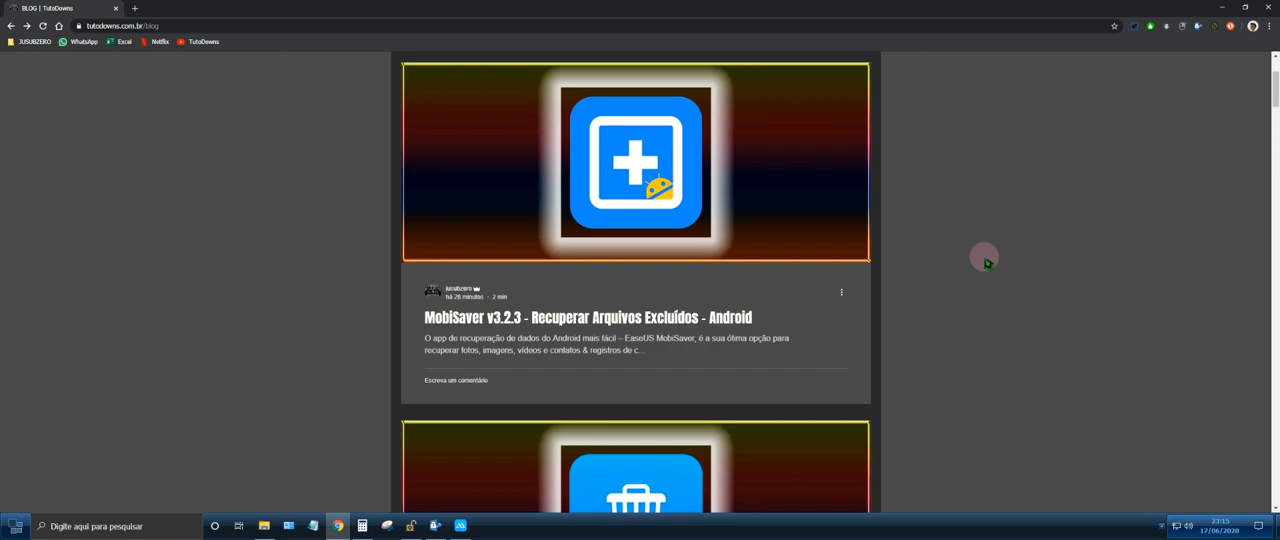 BLOG | TutoDowns
tutodowns.com.br/blog
JUSUBZERO WhatsApp Excel Netflix TutoDowns
jusubzero
há 28 minutos · 2 min
MobiSaver v3.2.3 - Recuperar Arquivos Excluídos - Android
O app de recuperação de dados do Android mais fácil – EaseUS MobiSaver, é a sua ótima opção para
recuperar fotos, imagens, vídeos e contatos & registros de c...
Escreva um comentário
Digite aqui para pesquisar
23:15
17/06/2020